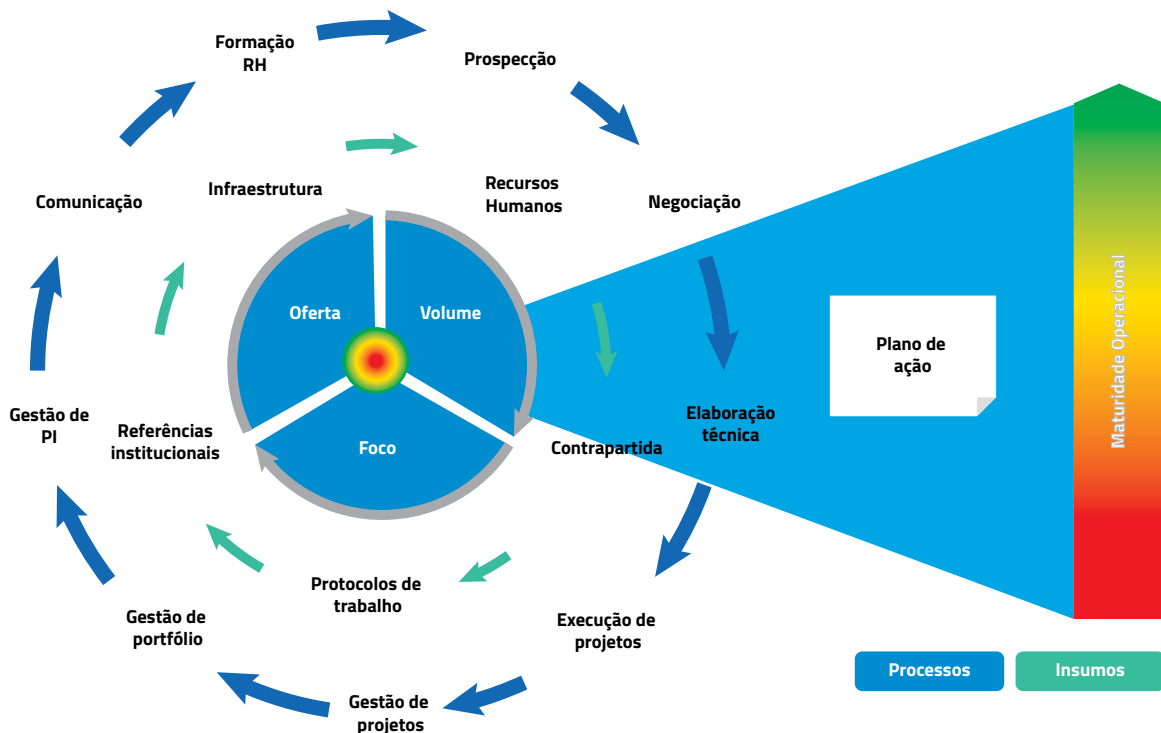 Formação
RH
Prospecção
Comunicação
Infraestrutura
Recursos
Humanos
Negociação
Oferta
Volume
Foco
Gestão de
PI
Referências
institucionais
Contrapartida
Elaboração
técnica
Plano de
ação
Maturidade Operacional
Protocolos de
trabalho
Gestão de
portfólio
Execução de
projetos
Gestão de
projetos
Processos
Insumos